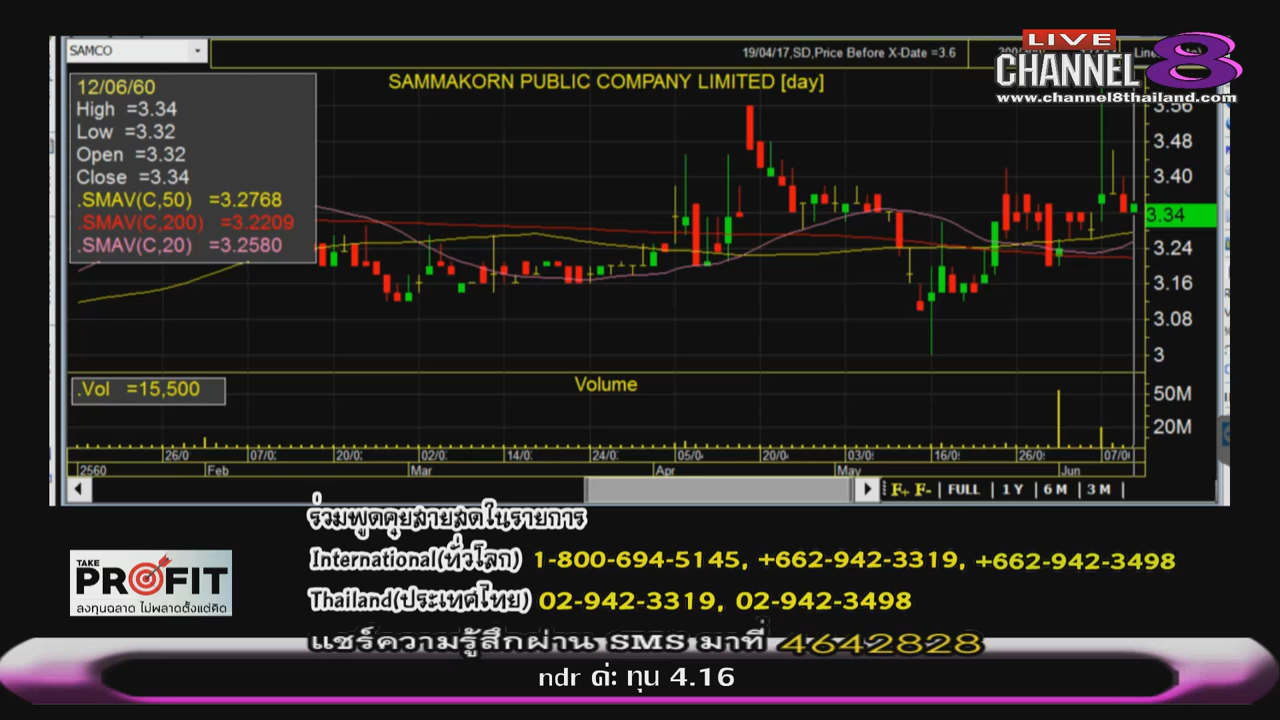 SAMCO
19/04/17,SD,Price Before X-Date =3.6
LIVE
CHANNEL 8
www.channel8thailand.com
12/06/60
High =3.34
Low =3.32
Open =3.32
Close =3.34
.SMAV(C,50) =3.2768
.SMAV(C,200) =3.2209
.SMAV(C,20) =3.2580
SAMMAKORN PUBLIC COMPANY LIMITED [day]
3.56
3.48
3.40
3.34
3.24
3.16
3.08
3
.Vol =15,500
Volume
50M
20M
26/0 07/0 20/0 02/0 14/0 24/0 05/0 20/0 03/0 16/0 26/0 07/0
2560 Feb Mar Apr May Jun
F+ F- FULL 1 Y 6 M 3 M
ร่วมพูดคุยสายสดในรายการ
International(ทั่วโลก) 1-800-694-5145, +662-942-3319, +662-942-3498
TAKE PROFIT
ลงทุนฉลาด ไม่พลาดตั้งแต่คิด
Thailand(ประเทศไทย) 02-942-3319, 02-942-3498
แชร์ความรู้สึกผ่าน SMS มาที่ 4642828
ndr ค่ะ ทุน 4.16